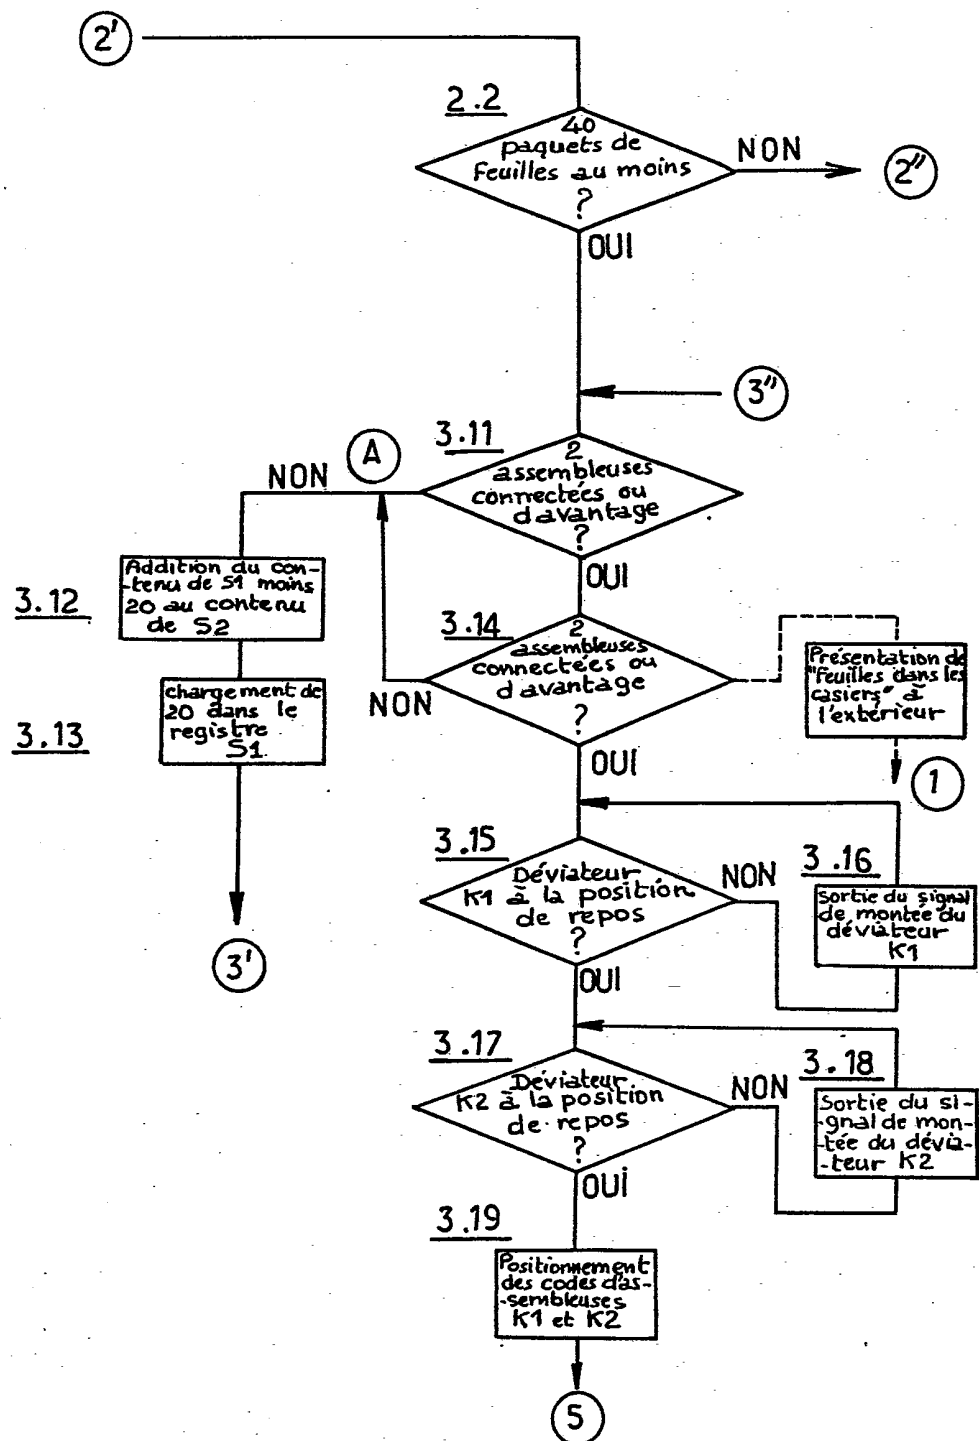 2'
2.2
40
paquets de
Feuilles au moins
?
NON
2"
OUI
3"
3.11
A
NON
2
assembleuses
connectées ou
davantage
?
OUI
3.12
Addition du con-
-tenu de S1 moins
20 au contenu
de S2
3.14
2
assembleuses
connectées ou
davantage
?
NON
OUI
Présentation de
"feuilles dans les
casiers" à
l'extérieur
1
3.13
chargement de
20 dans le
registre
S1
3'
3.15
Déviateur
K1 à la position
de repos
?
NON
OUI
3.16
Sortie du signal
de montée du
déviateur
K1
3.17
Déviateur
K2 à la position
de repos
?
NON
OUI
3.18
Sortie du si-
-gnal de mon-
-tée du dévia-
-teur K2
3.19
Positionnement
des codes d'as-
-sembleuses
K1 et K2
5